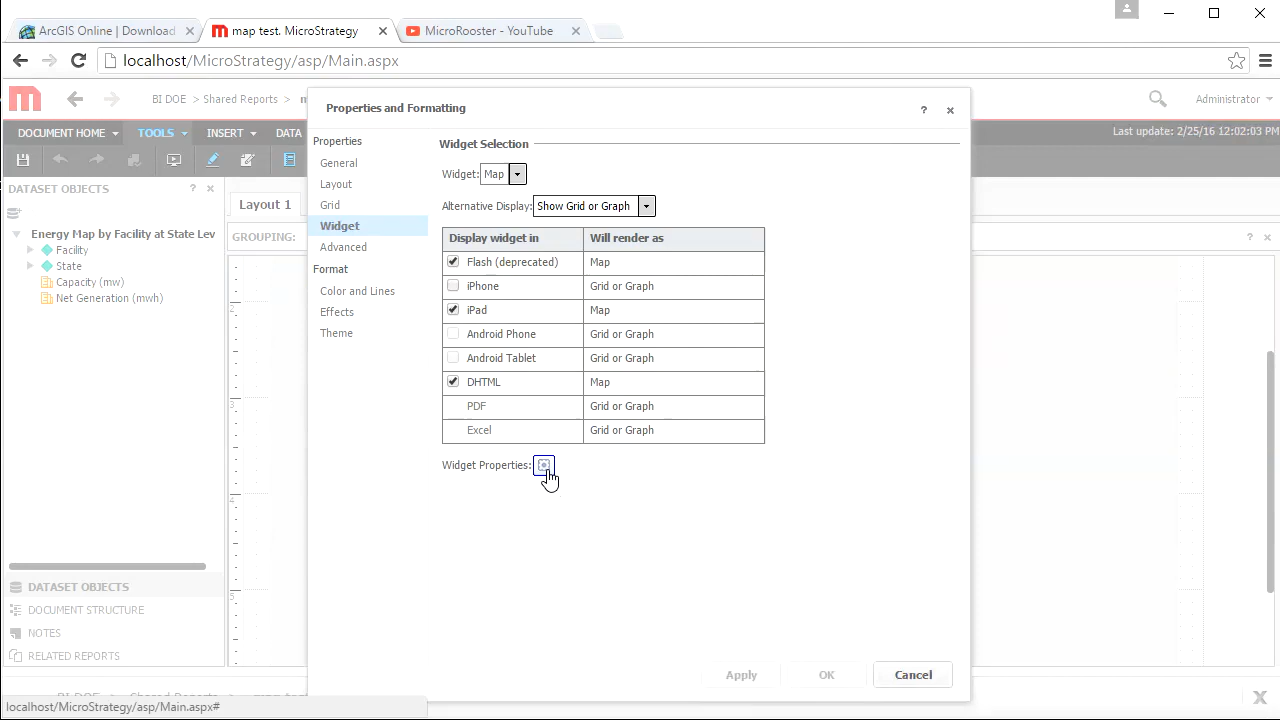 ArcGIS Online | Download
map test. MicroStrategy
MicroRooster - YouTube
localhost/MicroStrategy/asp/Main.aspx
BI DOE > Shared Reports >
Administrator
DOCUMENT HOME
TOOLS
INSERT
DATA
Last update: 2/25/16 12:02:03 PM
DATASET OBJECTS
?
Energy Map by Facility at State Lev
Facility
State
Capacity (mw)
Net Generation (mwh)
DATASET OBJECTS
DOCUMENT STRUCTURE
NOTES
RELATED REPORTS
Layout 1
GROUPING:
?
2
3
4
5
Properties and Formatting
?
Properties
General
Layout
Grid
Widget
Advanced
Format
Color and Lines
Effects
Theme
Widget Selection
Widget: Map
Alternative Display: Show Grid or Graph
Display widget in Will render as
Flash (deprecated) Map
iPhone Grid or Graph
iPad Map
Android Phone Grid or Graph
Android Tablet Grid or Graph
DHTML Map
PDF Grid or Graph
Excel Grid or Graph
Widget Properties:
Apply
OK
Cancel
localhost/MicroStrategy/asp/Main.aspx#